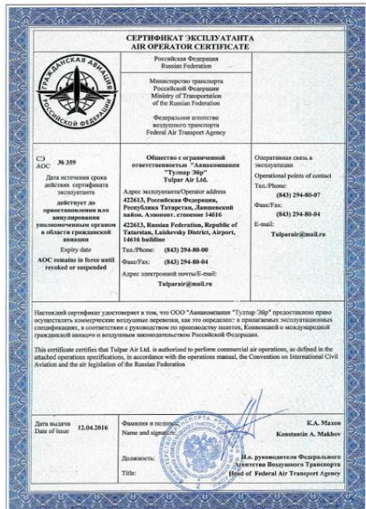 СЕРТИФИКАТ ЭКСПЛУАТАНТА
AIR OPERATOR CERTIFICATE
ГРАЖДАНСКАЯ АВИАЦИЯ
РОССИЙСКОЙ ФЕДЕРАЦИИ
Российская Федерация
Russian Federation
Министерство транспорта
Российской Федерации
Ministry of Transportation
of the Russian Federation
Федеральное агентство
воздушного транспорта
Federal Air Transport Agency
СЭ
AOC
№ 359
Дата истечения срока
действия сертификата
эксплуатанта
действует до
приостановления или
аннулирования
уполномоченным органом
в области гражданской
авиации
Expiry date
AOC remains in force until
revoked or suspended
Общество с ограниченной
ответственностью "Авиакомпания
"Тулпар Эйр"
Tulpar Air Ltd.
Адрес эксплуатанта/Operator address
422613, Российская Федерация,
Республика Татарстан, Лаишевский
район, Аэропорт, строение 14616
422613, Russian Federation, Republic of
Tatarstan, Laishevsky District, Airport,
14616 building
Тел./Phone: (843) 294-80-00
Факс/Fax: (843) 294-80-04
Адрес электронной почты/E-mail:
Tulparair@mail.ru
Оперативная связь в
эксплуатации
Operational points of contact
Тел./Phone:
(843) 294-80-07
Факс/Fax:
(843) 294-80-04
E-mail:
Tulparair@mail.ru
Настоящий сертификат удостоверяет в том, что ООО "Авиакомпания "Тулпар Эйр" предоставлено право
осуществлять коммерческие воздушные перевозки, как это определено в прилагаемых эксплуатационных
спецификациях, в соответствии с руководством по производству полетов, Конвенцией о международной
гражданской авиации и воздушным законодательством Российской Федерации.
This certificate certifies that Tulpar Air Ltd. is authorized to perform commercial air operations, as defined in the
attached operations specifications, in accordance with the operations manual, the Convention on International Civil
Aviation and the air legislation of the Russian Federation
Дата выдачи
Date of issue
12.04.2016
Фамилия и подпись:
Name and signature:
К.А. Махов
Konstantin A. Makhov
Должность:
Title:
И.о. руководителя Федерального
Агентства Воздушного Транспорта
Head of Federal Air Transport Agency